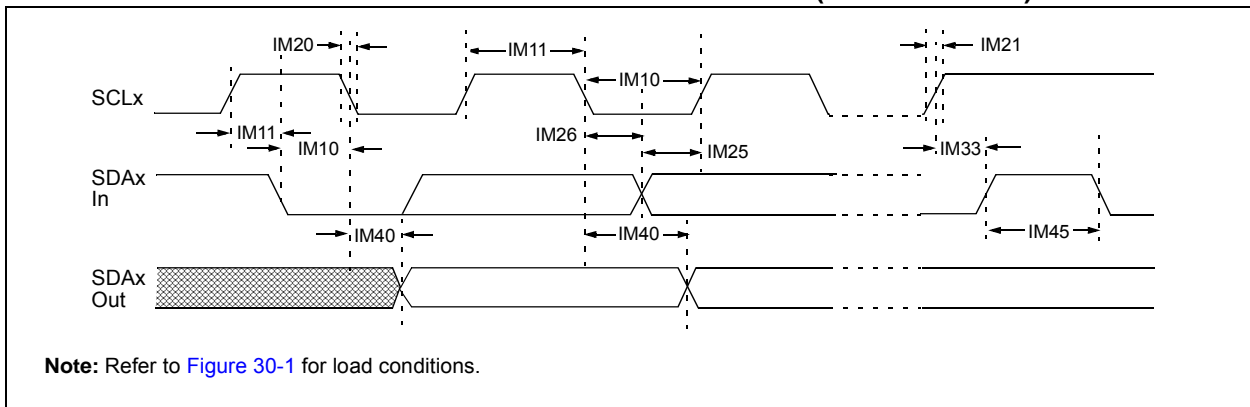 IM20
IM11
IM21
IM10
SCLx
IM11
IM26
IM10
IM25
IM33
SDAx
In
IM40
IM40
IM45
SDAx
Out
Note: Refer to Figure 30-1 for load conditions.